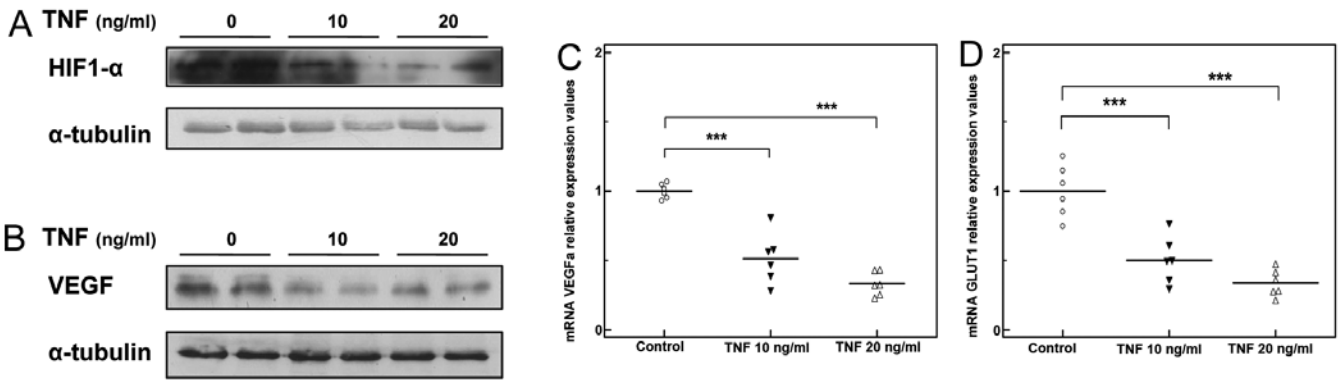 A
TNF (ng/ml)
0 10 20
HIF1-α
α-tubulin
B
TNF (ng/ml)
0 10 20
VEGF
α-tubulin
C
mRNA VEGFa relative expression values
2
1
0
***
***
Control TNF 10 ng/ml TNF 20 ng/ml
D
mRNA GLUT1 relative expression values
2
1
0
***
***
Control TNF 10 ng/ml TNF 20 ng/ml